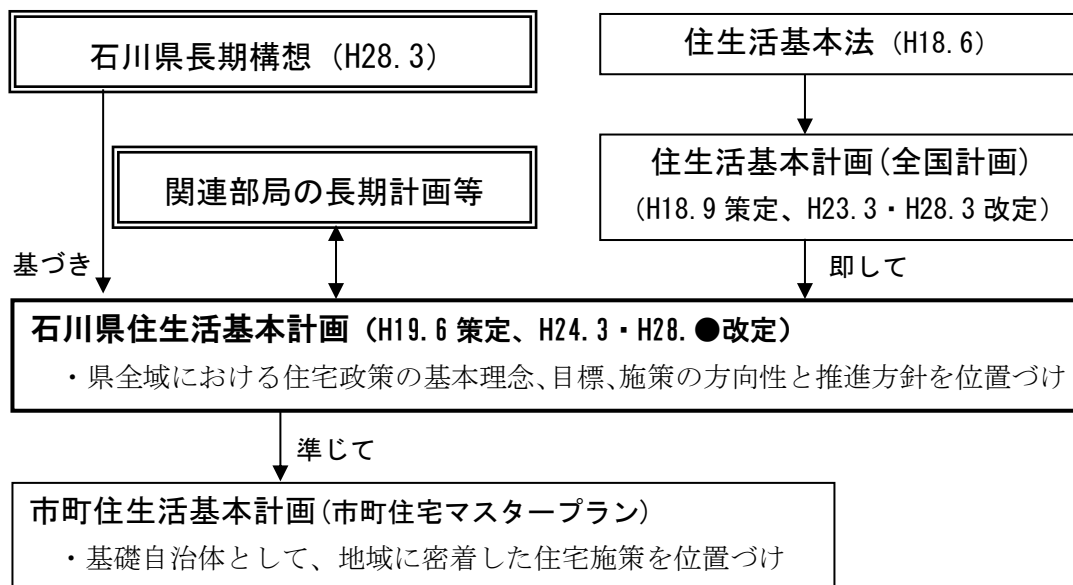 石川県長期構想（H28.3）
住生活基本法（H18.6）
関連部局の長期計画等
住生活基本計画(全国計画)
（H18.9 策定、H23.3・H28.3 改定）
基づき
即して
石川県住生活基本計画（H19.6 策定、H24.3・H28.●改定）
・県全域における住宅政策の基本理念、目標、施策の方向性と推進方針を位置づけ
準じて
市町住生活基本計画(市町住宅マスタープラン)
・基礎自治体として、地域に密着した住宅施策を位置づけ